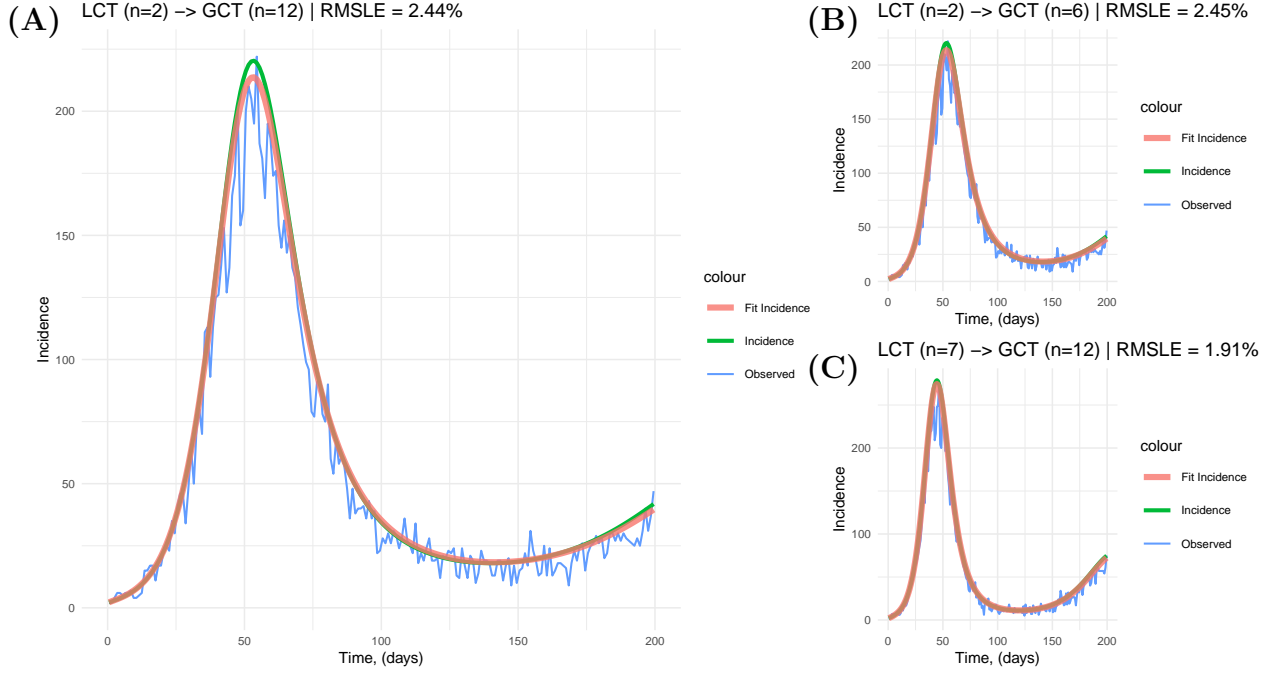 (A)
LCT (n=2) −> GCT (n=12) | RMSLE = 2.44%
Incidence
200
150
100
50
0
0
50
100
150
200
Time, (days)
colour
Fit Incidence
Incidence
Observed
(B)
LCT (n=2) −> GCT (n=6) | RMSLE = 2.45%
Incidence
200
150
100
50
0
0
50
100
150
200
Time, (days)
colour
Fit Incidence
Incidence
Observed
(C)
LCT (n=7) −> GCT (n=12) | RMSLE = 1.91%
Incidence
200
100
0
0
50
100
150
200
Time, (days)
colour
Fit Incidence
Incidence
Observed